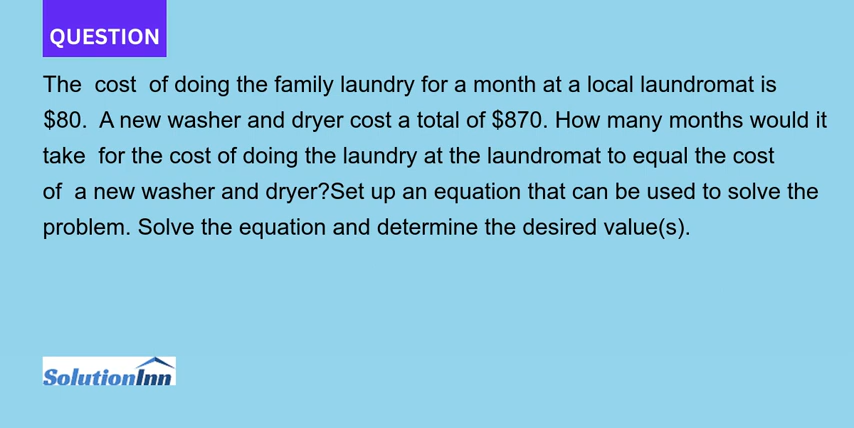 QUESTION
The cost of doing the family laundry for a month at a local laundromat is
$80. A new washer and dryer cost a total of $870. How many months would it
take for the cost of doing the laundry at the laundromat to equal the cost
of a new washer and dryer?Set up an equation that can be used to solve the
problem. Solve the equation and determine the desired value(s).
SolutionInn